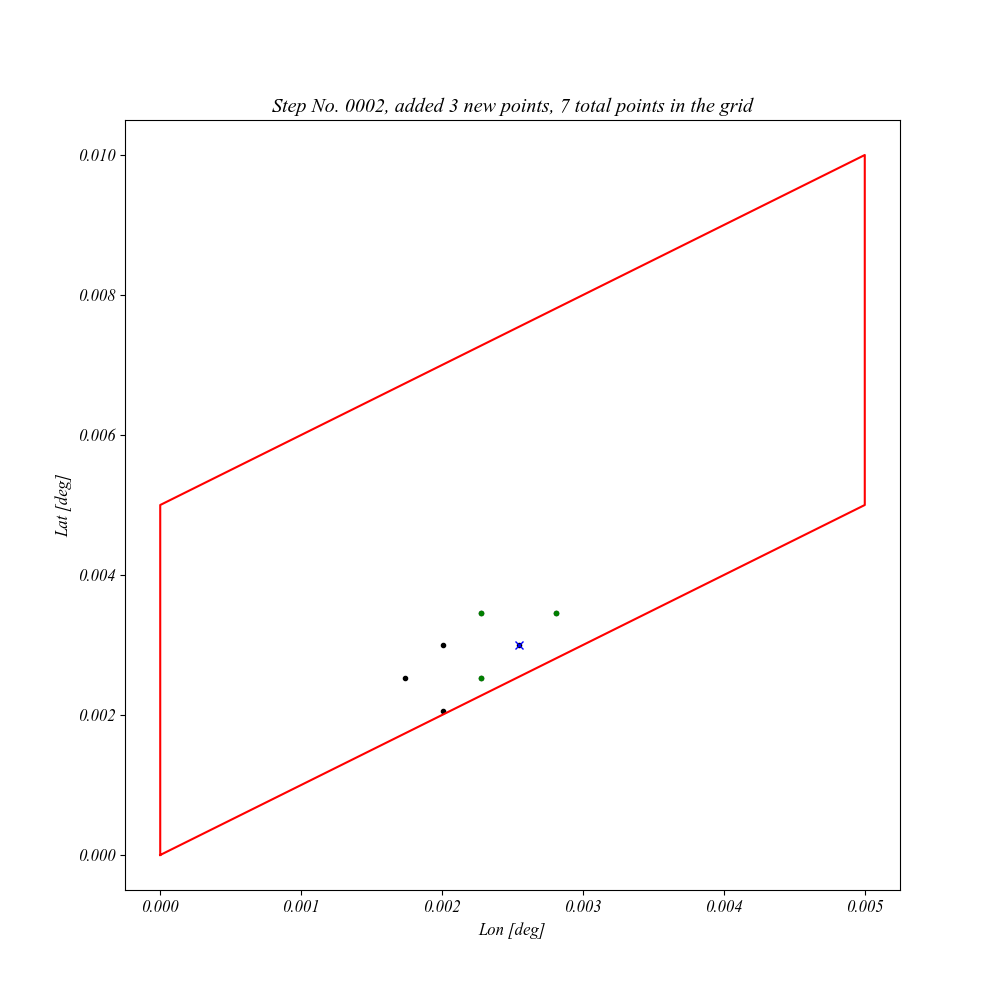 Step No. 0002, added 3 new points, 7 total points in the grid
0.010
0.008
0.006
0.004
0.002
0.000
Lat [deg]
0.000 0.001 0.002 0.003 0.004 0.005
Lon [deg]